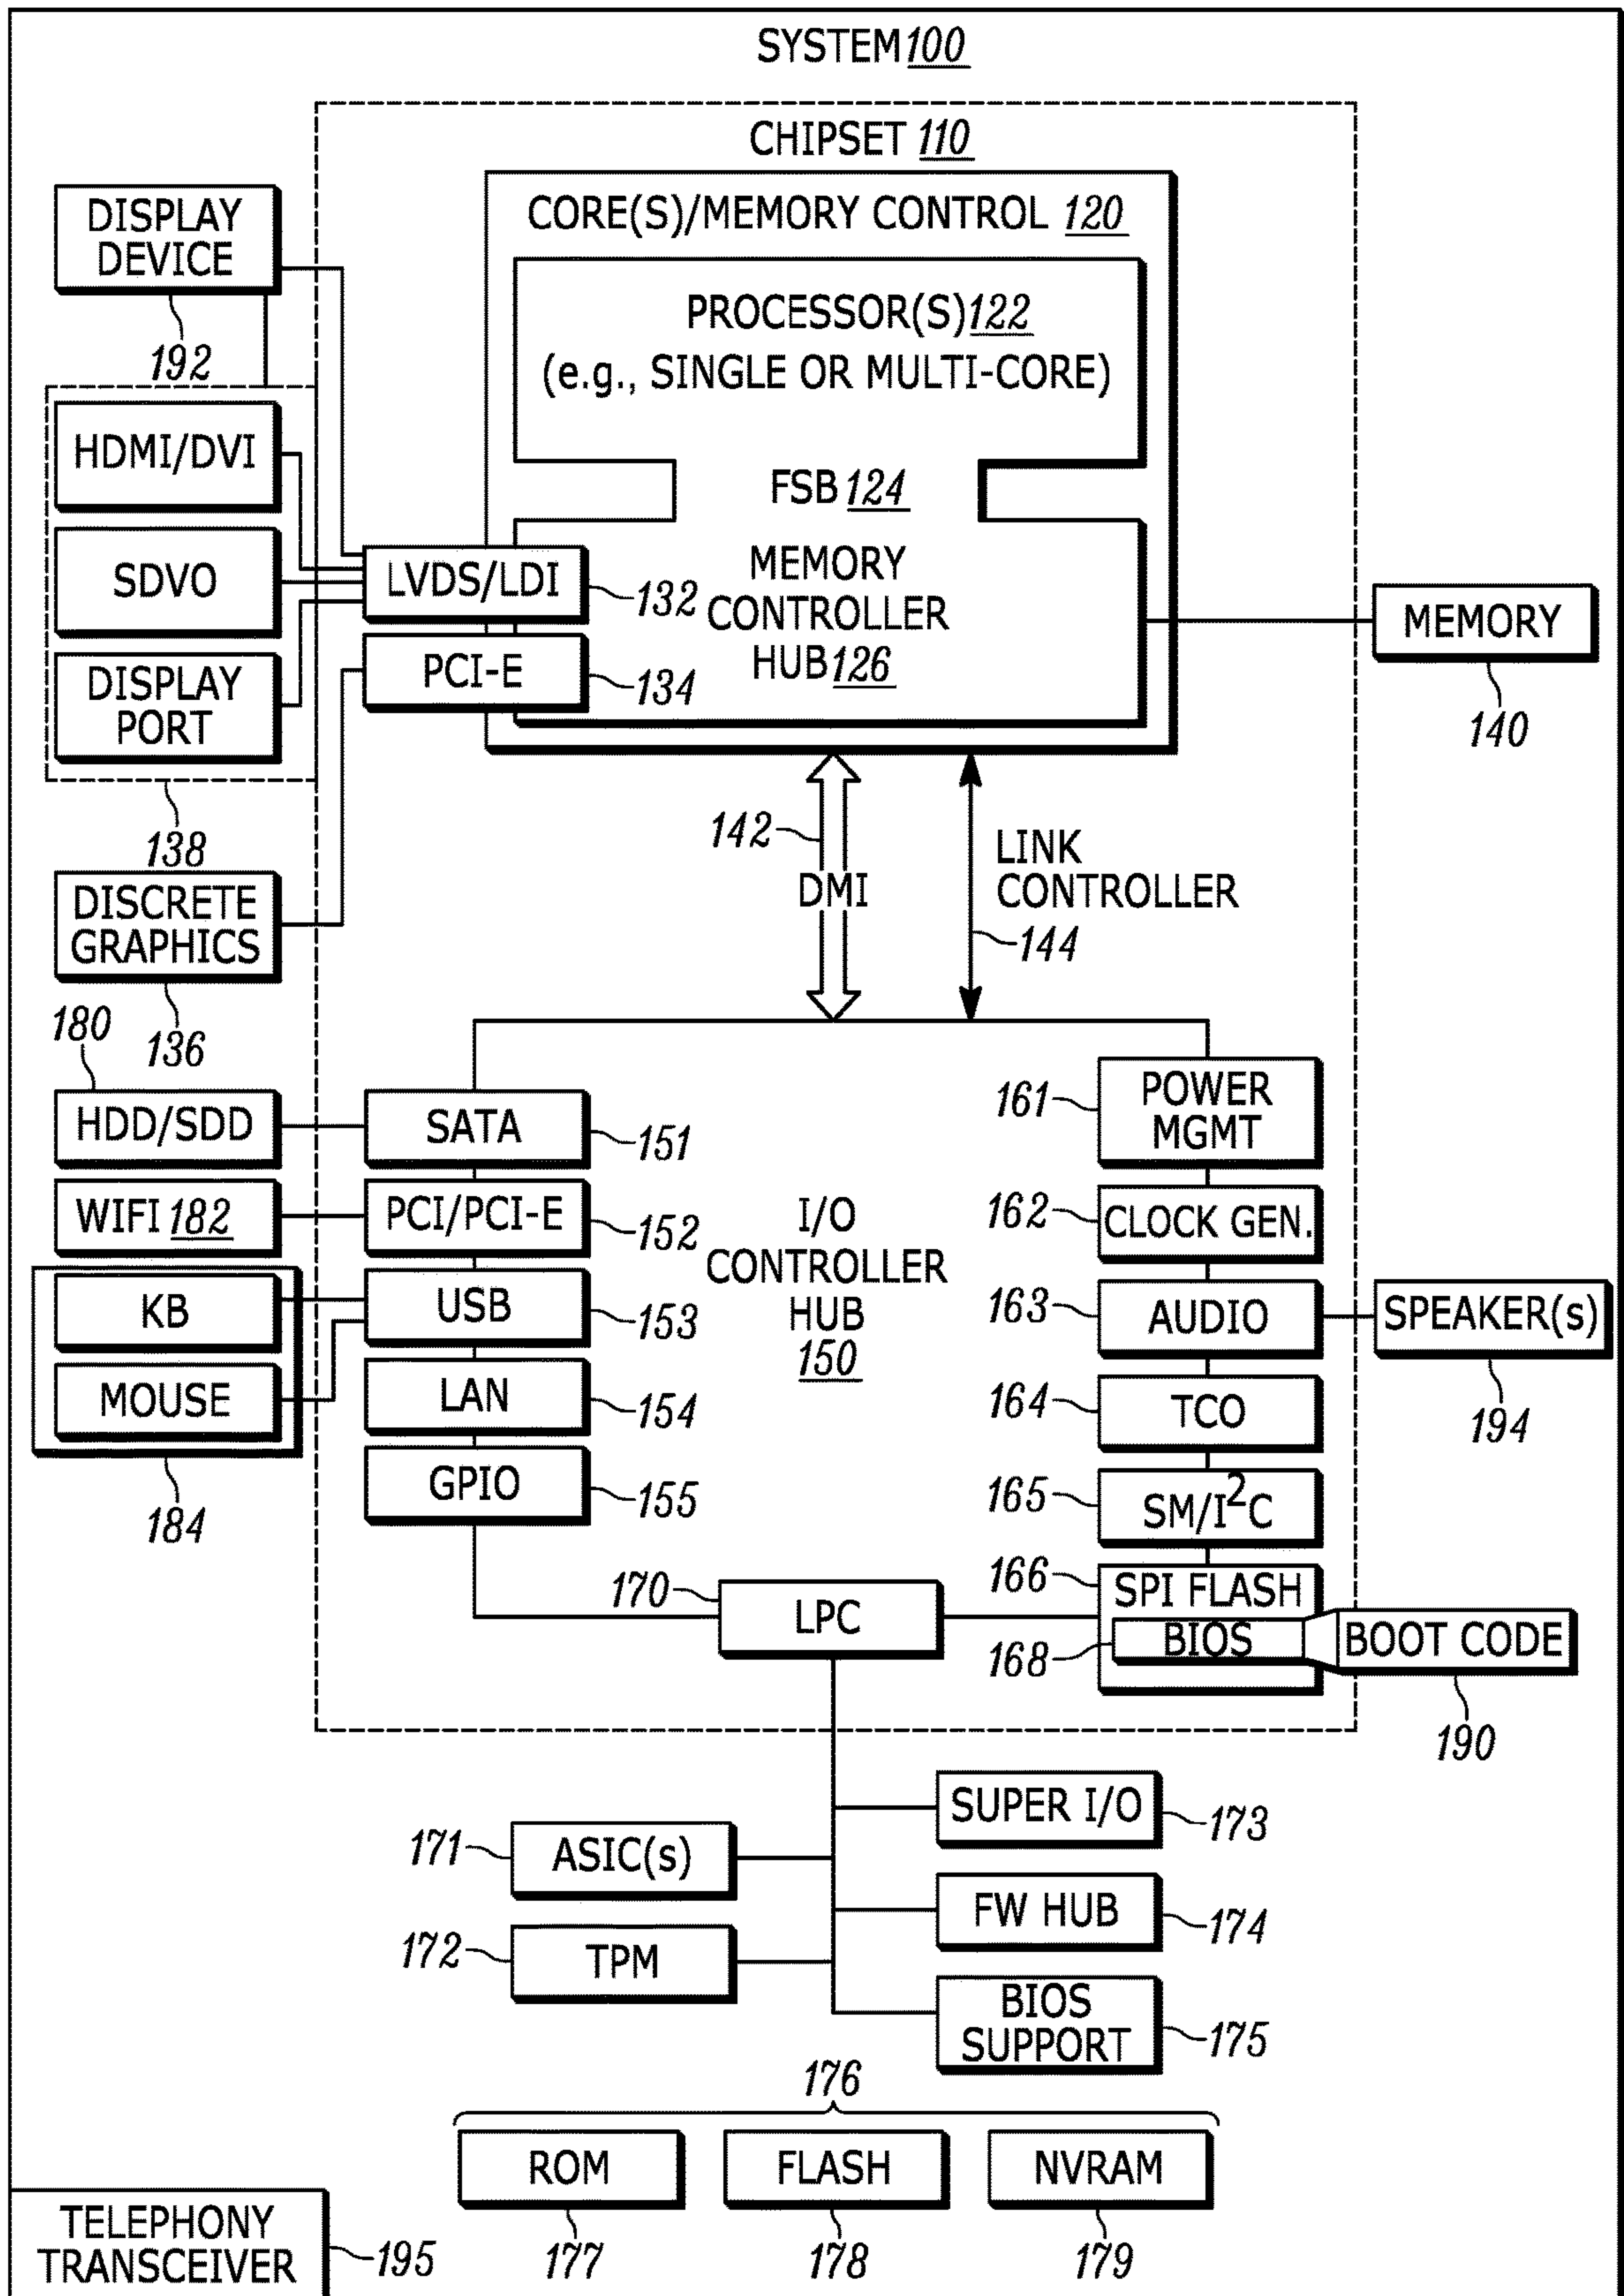 SYSTEM 100
CHIPSET 110
CORE(S)/MEMORY CONTROL 120
PROCESSOR(S) 122
(e.g., SINGLE OR MULTI-CORE)
FSB 124
MEMORY
CONTROLLER
HUB 126
DISPLAY
DEVICE
192
HDMI/DVI
SDVO
DISPLAY
PORT
138
LVDS/LDI
132
PCI-E
134
MEMORY
140
DISCRETE
GRAPHICS
136
142
DMI
LINK
CONTROLLER
144
180
HDD/SDD
WIFI 182
KB
MOUSE
184
SATA
151
PCI/PCI-E
152
USB
153
LAN
154
GPIO
155
I/O
CONTROLLER
HUB
150
161
POWER
MGMT
162
CLOCK GEN.
163
AUDIO
SPEAKER(s)
194
164
TCO
165
SM/I²C
166
SPI FLASH
168
BIOS
BOOT CODE
190
170
LPC
171
ASIC(s)
172
TPM
SUPER I/O
173
FW HUB
174
BIOS
SUPPORT
175
176
ROM
177
FLASH
178
NVRAM
179
TELEPHONY
TRANSCEIVER
195